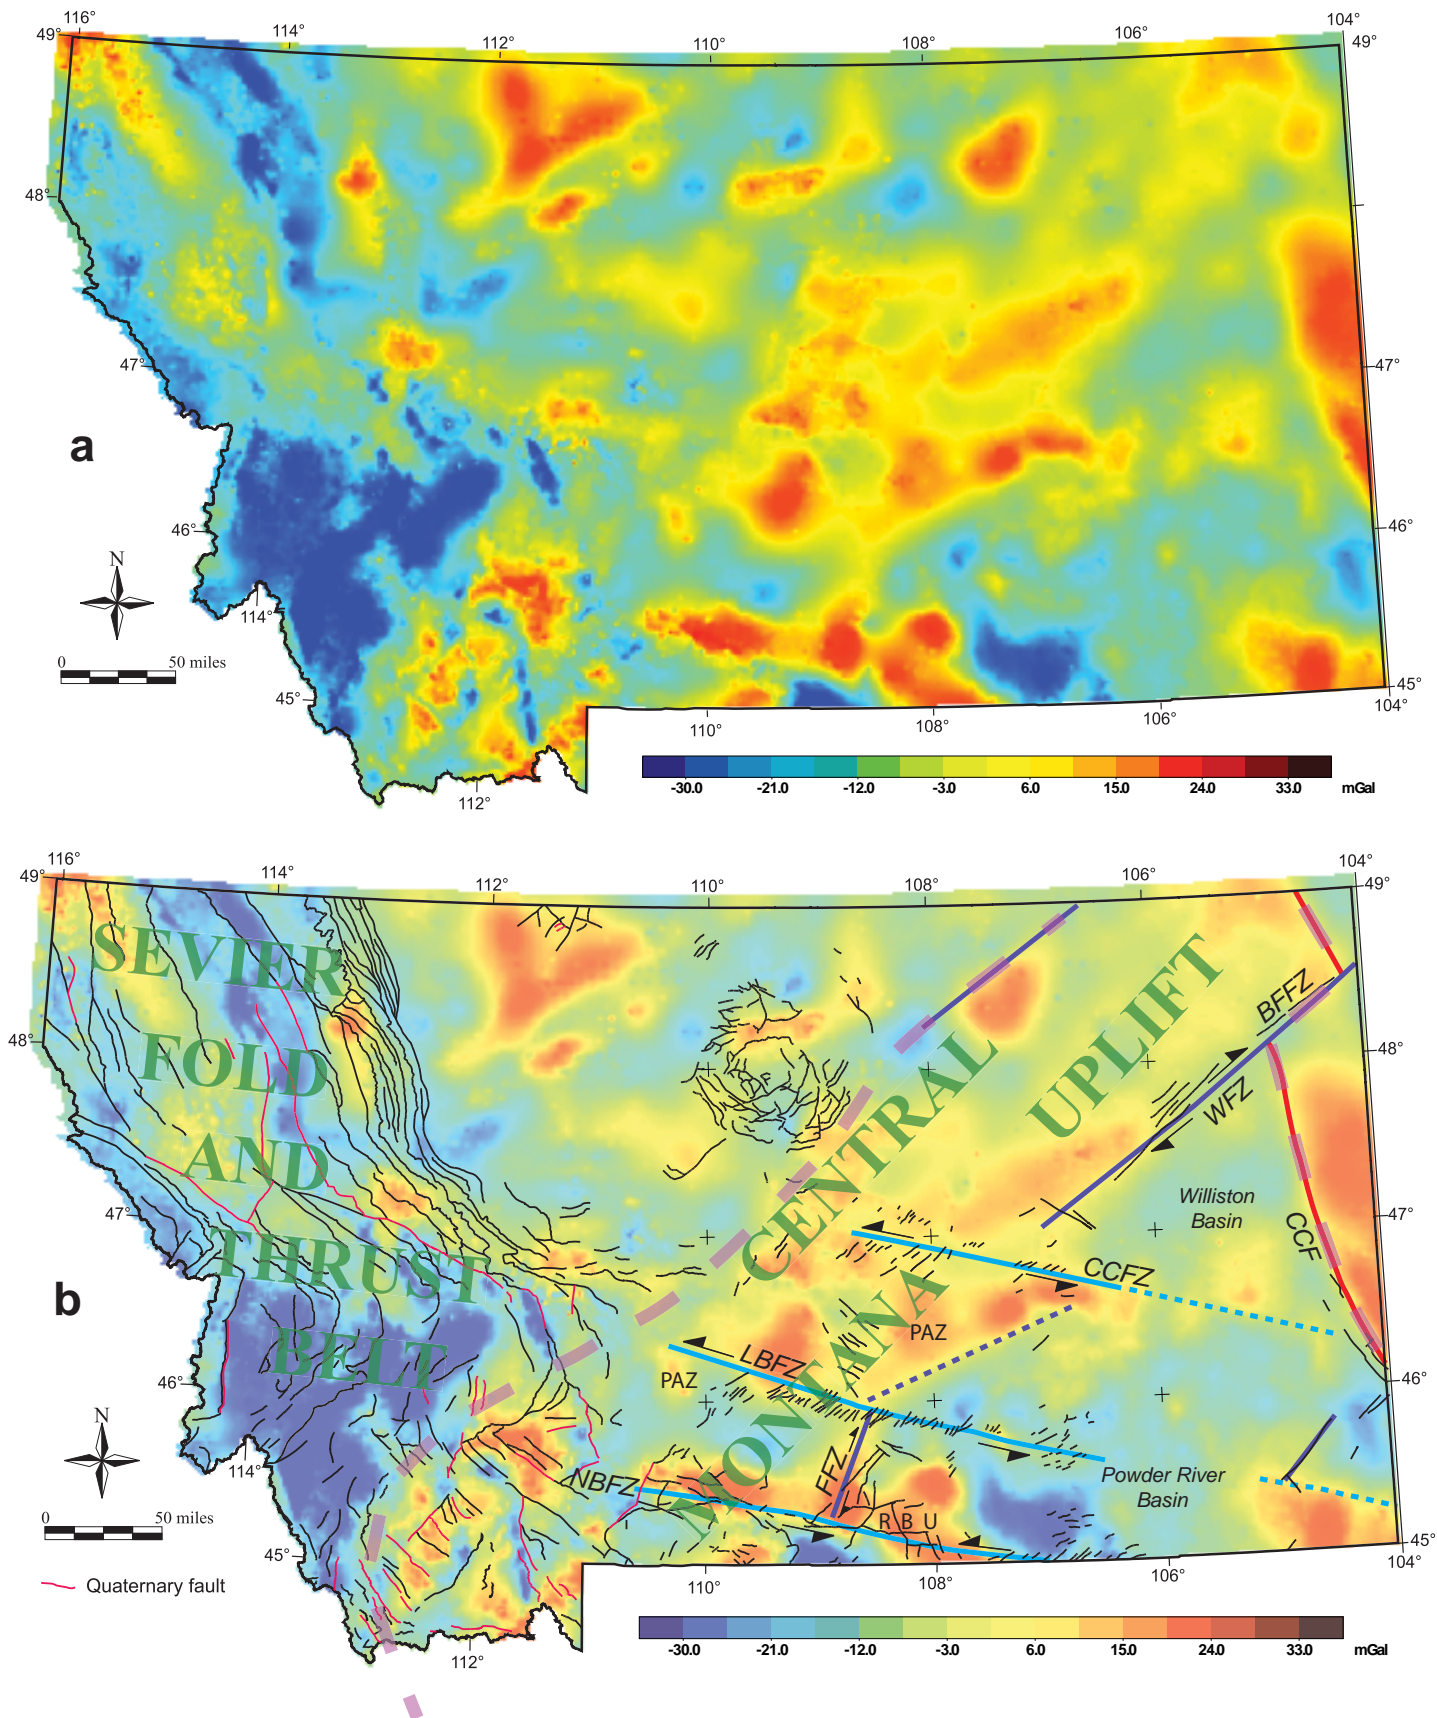 116°
114°
112°
110°
108°
106°
104°
49°
49°
48°
47°
47°
a
46°
46°
N
114°
0 50 miles
45°
45°
104°
110°
108°
106°
112°
-30.0 -21.0 -12.0 -3.0 6.0 15.0 24.0 33.0 mGal
116°
114°
112°
110°
108°
106°
104°
49°
49°
SEVIER
FOLD
AND
THRUST
BELT
CENTRAL
MONTANA
UPLIFT
BFFZ
48°
48°
WFZ
Williston
Basin
47°
47°
CCF
CCFZ
b
PAZ
LBFZ
PAZ
46°
46°
N
114°
NBFZ
FFZ
R B U
Powder River
Basin
0 50 miles
45°
45°
104°
Quaternary fault
110°
108°
106°
112°
-30.0 -21.0 -12.0 -3.0 6.0 15.0 24.0 33.0 mGal